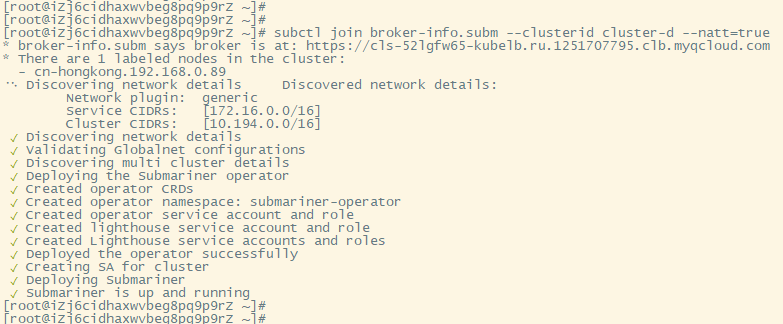 [root@iZj6cidhaxwvbeg8pq9p9rZ ~]#
[root@iZj6cidhaxwvbeg8pq9p9rZ ~]#
[root@iZj6cidhaxwvbeg8pq9p9rZ ~]# subctl join broker-info.subm --clusterid cluster-d --natt=true
* broker-info.subm says broker is at: https://cls-52lgfw65-kubelb.ru.1251707795.clb.myqcloud.com
* There are 1 labeled nodes in the cluster:
  - cn-hongkong.192.168.0.89
⠢⠄ Discovering network details     Discovered network details:
        Network plugin:  generic
        Service CIDRs:   [172.16.0.0/16]
        Cluster CIDRs:   [10.194.0.0/16]
✓ Discovering network details
✓ Validating Globalnet configurations
✓ Discovering multi cluster details
✓ Deploying the Submariner operator
✓ Created operator CRDs
✓ Created operator namespace: submariner-operator
✓ Created operator service account and role
✓ Created lighthouse service account and role
✓ Created Lighthouse service accounts and roles
✓ Deployed the operator successfully
✓ Creating SA for cluster
✓ Deploying Submariner
✓ Submariner is up and running
[root@iZj6cidhaxwvbeg8pq9p9rZ ~]#
[root@iZj6cidhaxwvbeg8pq9p9rZ ~]#